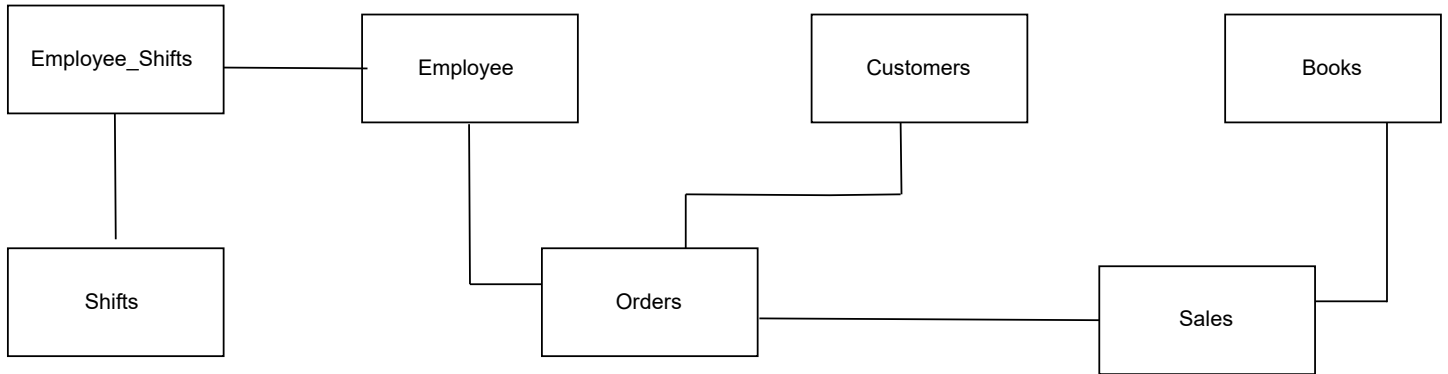 Employee_Shifts
Employee
Customers
Books
Shifts
Orders
Sales